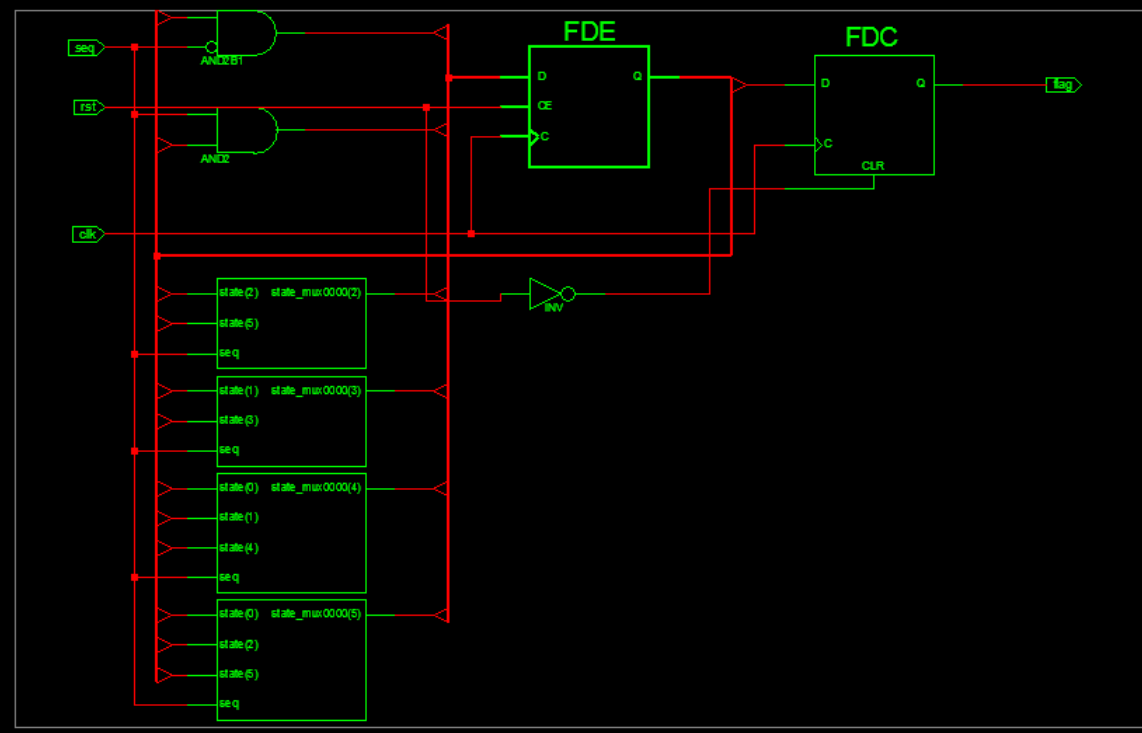 seq
AND2B1
rst
AND2
clk
FDE
D Q
CE
C
FDC
D Q
C
CLR
flag
INV
state(2) state_mux0000(2)
state(5)
seq
state(1) state_mux0000(3)
state(3)
seq
state(0) state_mux0000(4)
state(1)
state(4)
seq
state(0) state_mux0000(5)
state(2)
state(5)
seq